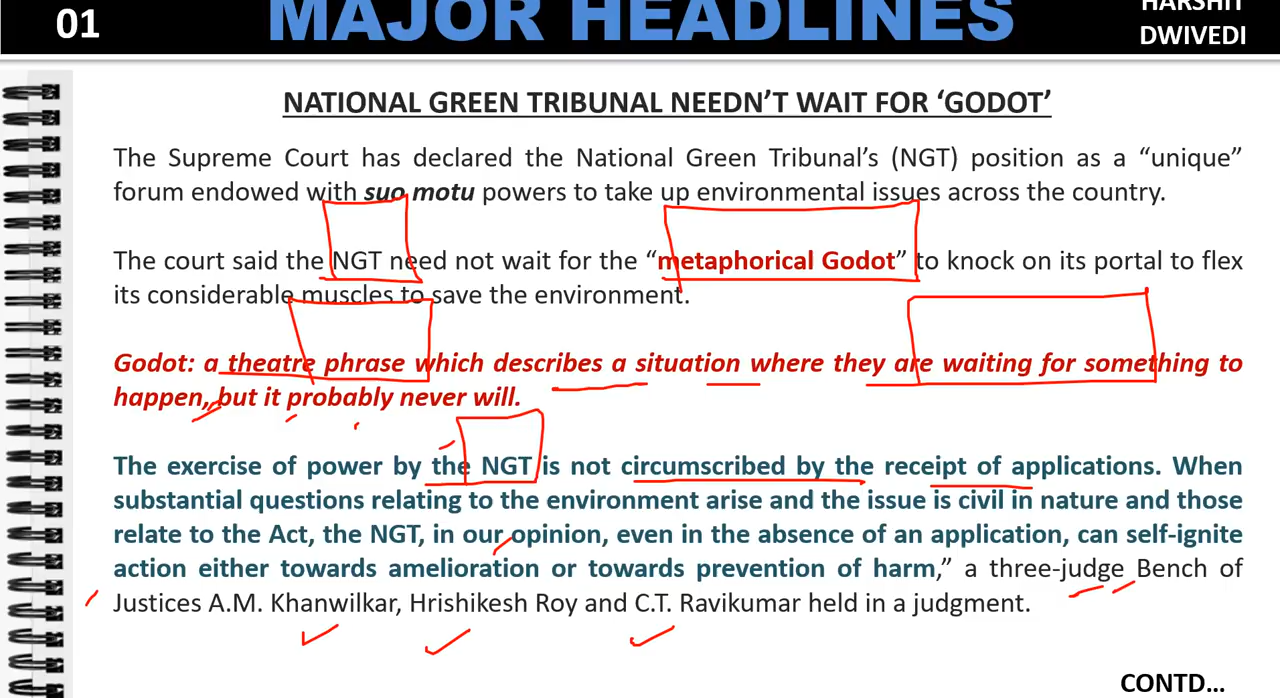 01
MAJOR HEADLINES
HARSHIT
DWIVEDI
NATIONAL GREEN TRIBUNAL NEEDN’T WAIT FOR ‘GODOT’
The Supreme Court has declared the National Green Tribunal’s (NGT) position as a “unique”
forum endowed with suo motu powers to take up environmental issues across the country.
The court said the NGT need not wait for the “metaphorical Godot” to knock on its portal to flex
its considerable muscles to save the environment.
Godot: a theatre phrase which describes a situation where they are waiting for something to
happen, but it probably never will.
The exercise of power by the NGT is not circumscribed by the receipt of applications. When
substantial questions relating to the environment arise and the issue is civil in nature and those
relate to the Act, the NGT, in our opinion, even in the absence of an application, can self-ignite
action either towards amelioration or towards prevention of harm,” a three-judge Bench of
Justices A.M. Khanwilkar, Hrishikesh Roy and C.T. Ravikumar held in a judgment.
CONTD...